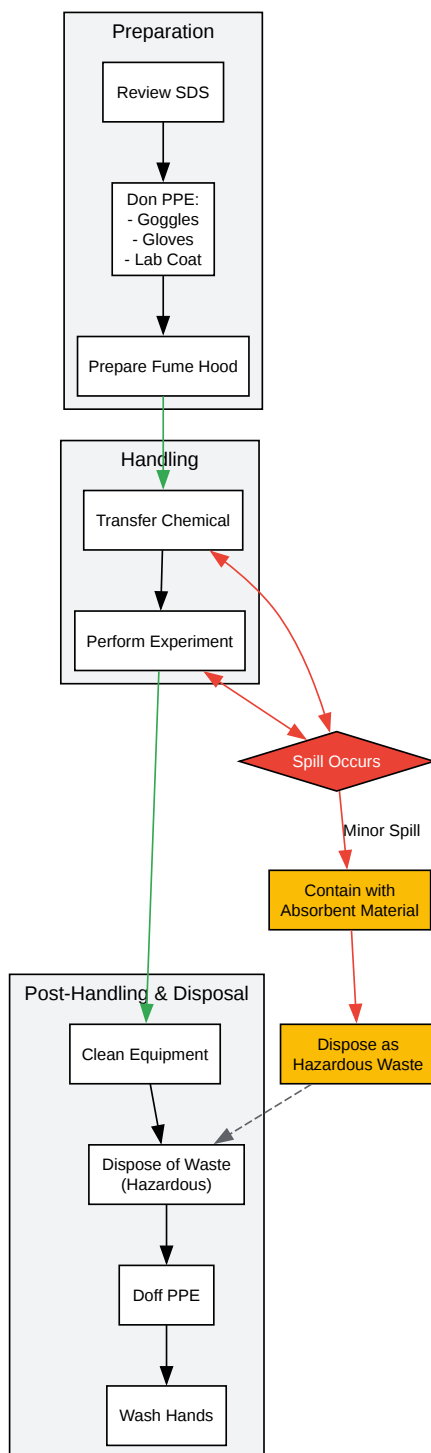 Preparation
Review SDS
Don PPE:
- Goggles
- Gloves
- Lab Coat
Prepare Fume Hood
Handling
Transfer Chemical
Perform Experiment
Spill Occurs
Minor Spill
Contain with
Absorbent Material
Post-Handling & Disposal
Clean Equipment
Dispose as
Hazardous Waste
Dispose of Waste
(Hazardous)
Doff PPE
Wash Hands